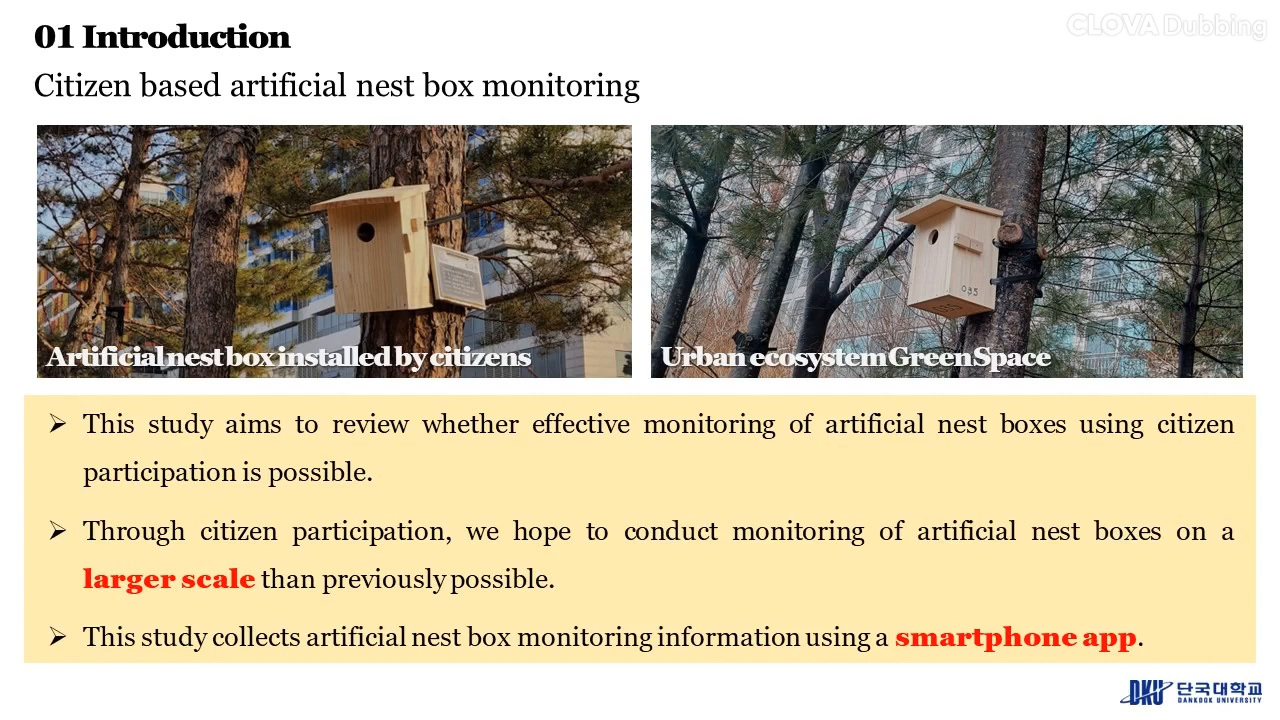 01 Introduction
CLOVA Dubbing
Citizen based artificial nest box monitoring
Artificial nest box installed by citizens
085
Urban ecosystem Green Space
➢ This study aims to review whether effective monitoring of artificial nest boxes using citizen
participation is possible.
➢ Through citizen participation, we hope to conduct monitoring of artificial nest boxes on a
larger scale than previously possible.
➢ This study collects artificial nest box monitoring information using a smartphone app.
DKU 단국대학교
DANKOOK UNIVERSITY